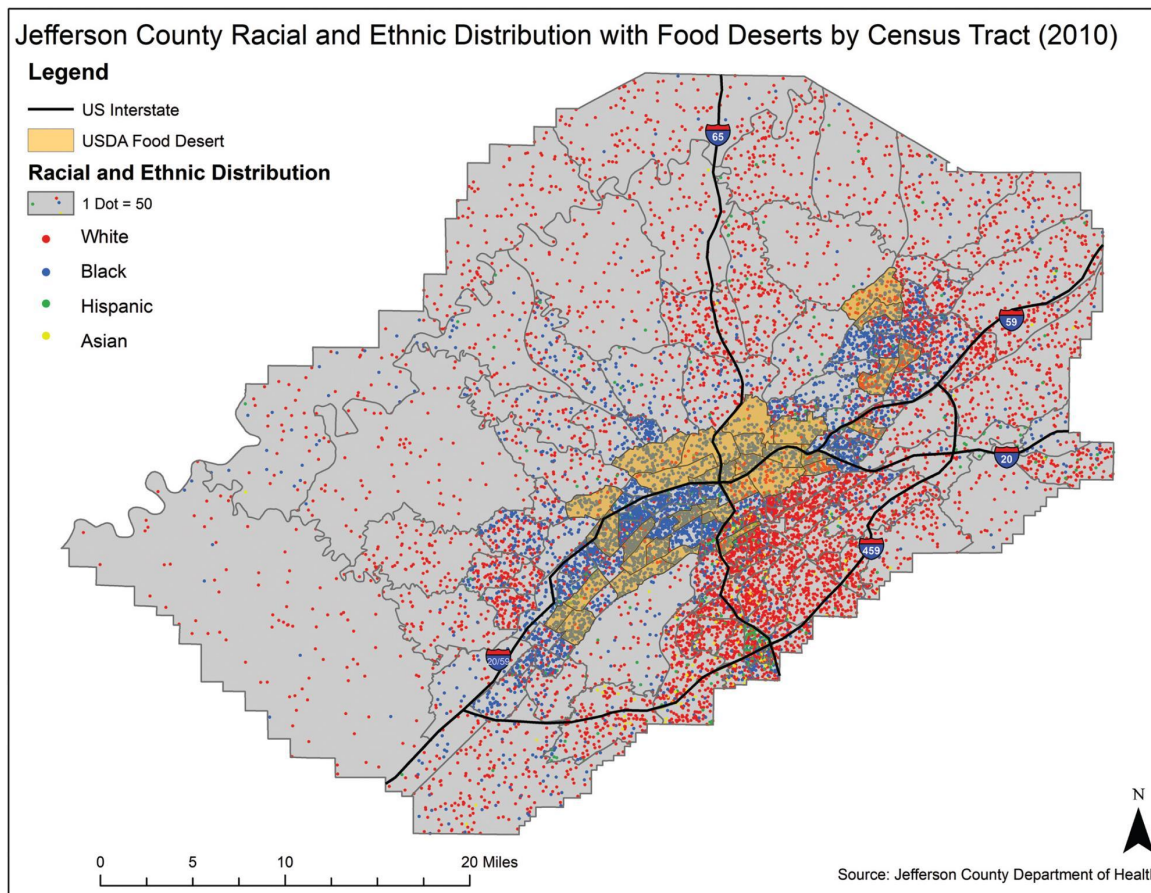 Jefferson County Racial and Ethnic Distribution with Food Deserts by Census Tract (2010)
Legend
US Interstate
USDA Food Desert
Racial and Ethnic Distribution
1 Dot = 50
White
Black
Hispanic
Asian
65
59
20
459
20/59
N
0 5 10 20 Miles
Source: Jefferson County Department of Health